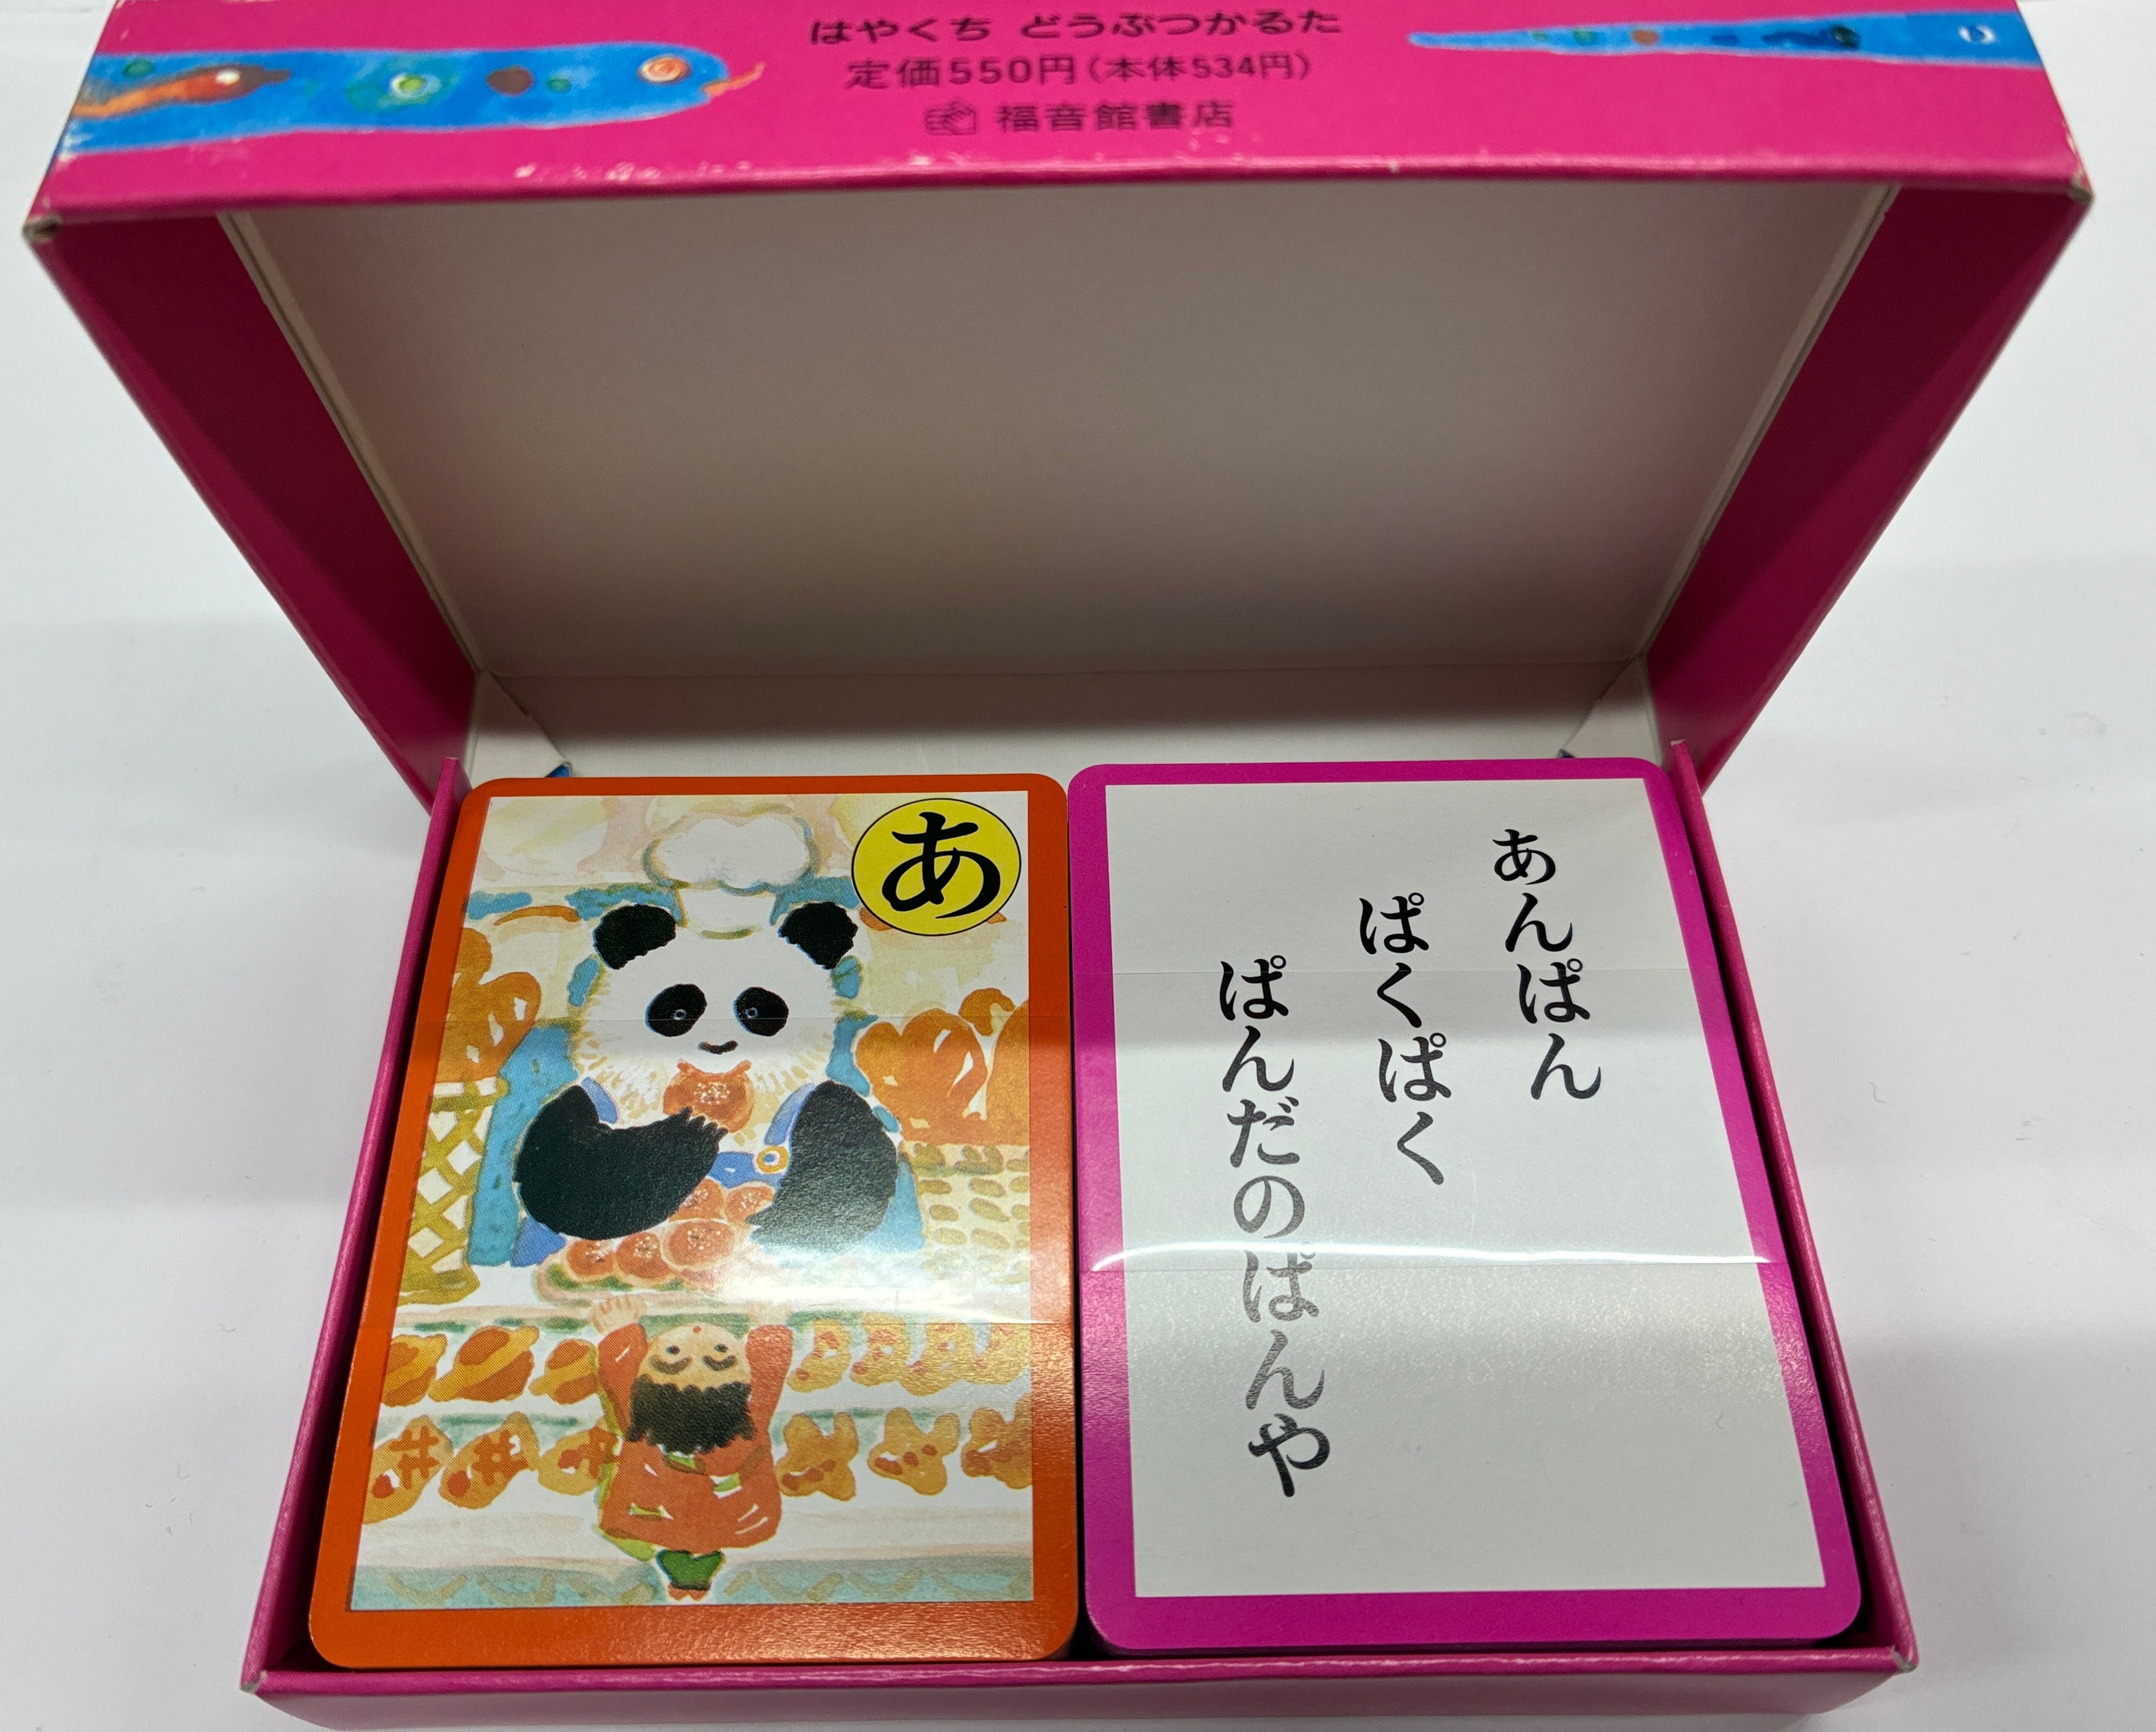 はやくち どうぶつかるた
定価550円(本体534円)
福音館書店
あ
あんぱん
ぱくぱく
ぱんだのぱんや